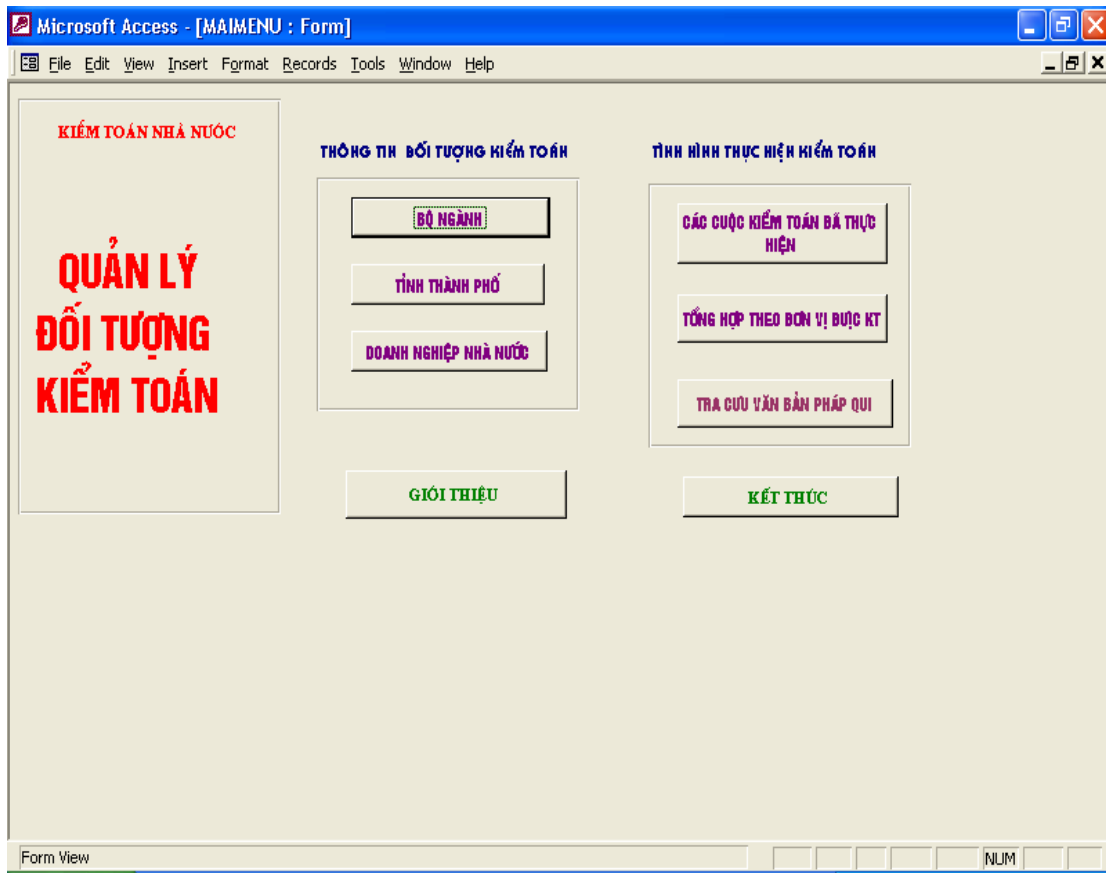 Microsoft Access - [MAIMENU : Form]
File Edit View Insert Format Records Tools Window Help
KIỂM TOÁN NHÀ NƯỚC
QUẢN LÝ
ĐỐI TƯỢNG
KIỂM TOÁN
THÔNG TIN ĐỐI TƯỢNG KIỂM TOÁN
BỘ NGÀNH
TỈNH THÀNH PHỐ
DOANH NGHIỆP NHÀ NƯỚC
GIỚI THIỆU
TÌNH HÌNH THỰC HIỆN KIỂM TOÁN
CÁC CUỘC KIỂM TOÁN ĐÃ THỰC
HIỆN
TỔNG HỢP THEO ĐƠN VỊ ĐƯỢC KT
TRA CUU VĂN BẢN PHÁP QUI
KẾT THÚC
Form View
NUM